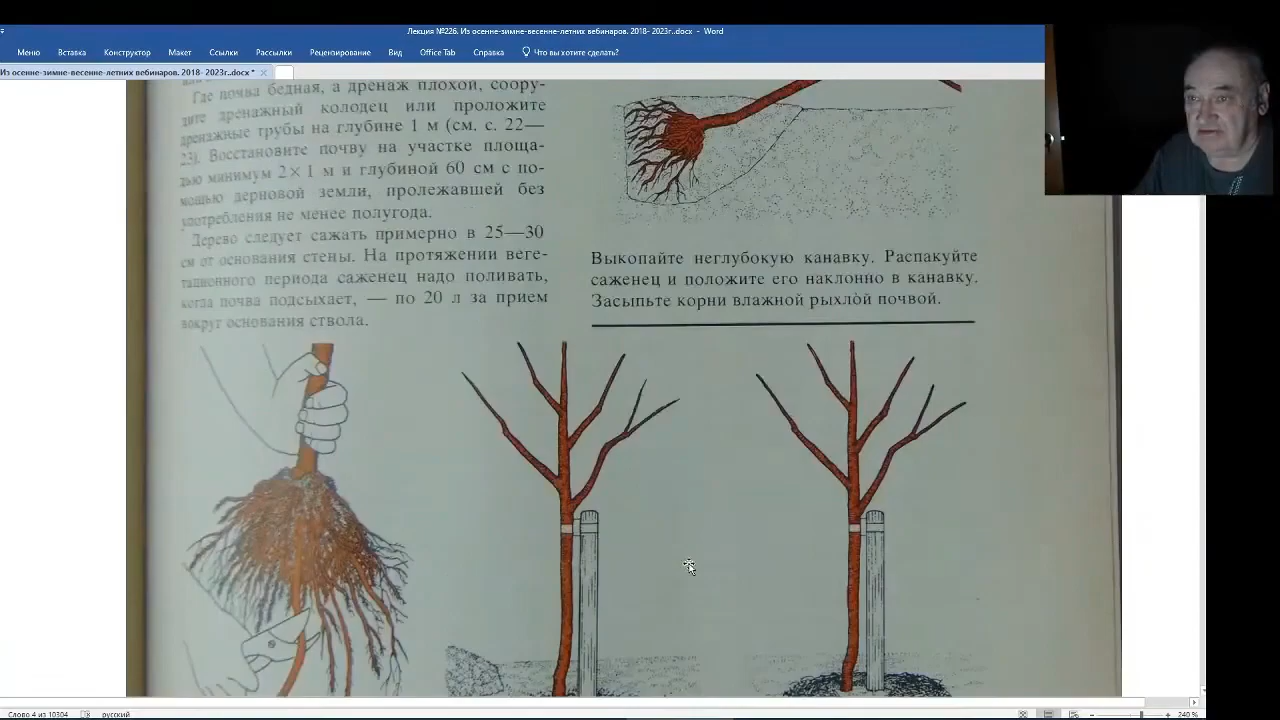 Лекция №226. Из осенне-зимне-весенне-летних вебинаров. 2018- 2023г..docx - Word
Меню Вставка Конструктор Макет Ссылки Рассылки Рецензирование Вид Office Tab Справка Что вы хотите сделать?
Из осенне-зимне-весенне-летних вебинаров. 2018- 2023г..docx *
Где почва бедная, а дренаж плохой, соору-
дите дренажный колодец или проложите
дренажные трубы на глубине 1 м (см. с. 22—
23). Восстановите почву на участке площа-
дью минимум 2×1 м и глубиной 60 см с по-
мощью дерновой земли, пролежавшей без
употребления не менее полугода.
Дерево следует сажать примерно в 25—30
см от основания стены. На протяжении веге-
тационного периода саженец надо поливать,
когда почва подсыхает, — по 20 л за прием
вокруг основания ствола.
Выкопайте неглубокую канавку. Распакуйте
саженец и положите его наклонно в канавку.
Засыпьте корни влажной рыхлой почвой.
Слово 4 из 10304 русский 240 %